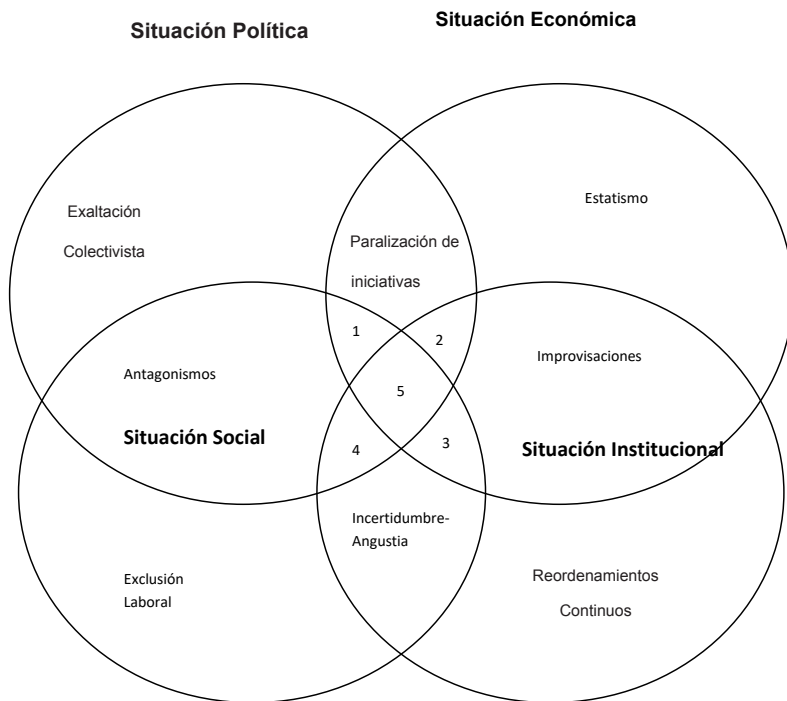 Situación Política
Situación Económica
Exaltación
Colectivista
Estatismo
Paralización de
iniciativas
1
2
Antagonismos
Improvisaciones
5
Situación Social
4
3
Situación Institucional
Incertidumbre-
Angustia
Exclusión
Laboral
Reordenamientos
Continuos